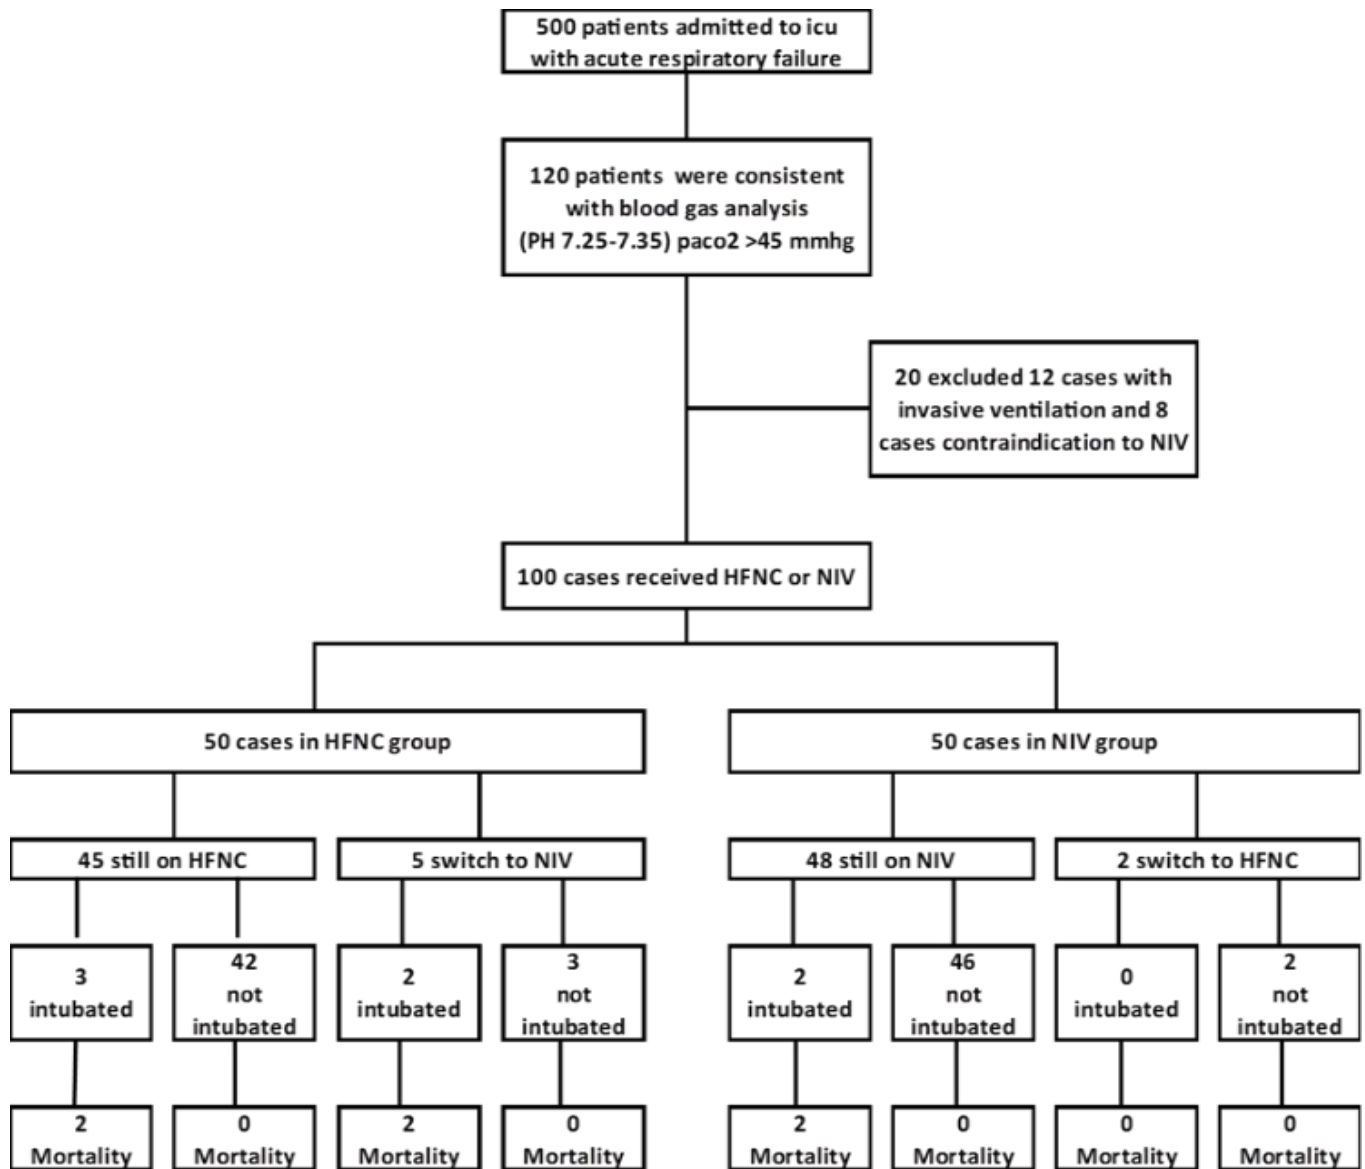 500 patients admitted to icu
with acute respiratory failure
120 patients were consistent
with blood gas analysis
(PH 7.25-7.35) paco2 >45 mmhg
20 excluded 12 cases with
invasive ventilation and 8
cases contraindication to NIV
100 cases received HFNC or NIV
50 cases in HFNC group
50 cases in NIV group
45 still on HFNC
5 switch to NIV
48 still on NIV
2 switch to HFNC
3
intubated
42
not
intubated
2
intubated
3
not
intubated
2
intubated
46
not
intubated
0
intubated
2
not
intubated
2
Mortality
0
Mortality
2
Mortality
0
Mortality
2
Mortality
0
Mortality
0
Mortality
0
Mortality